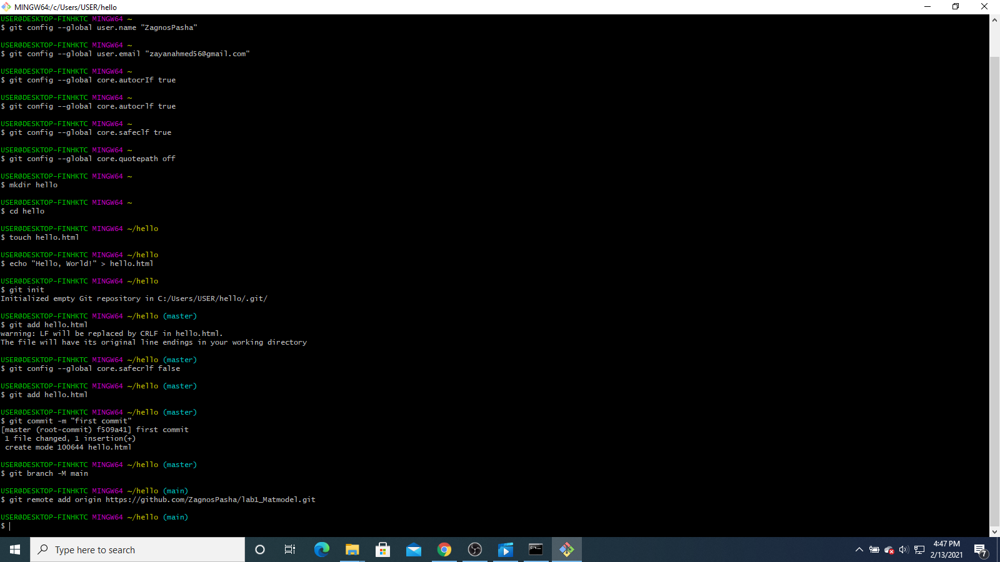 MINGW64:/c/Users/USER/hello
USER@DESKTOP-FINHKTC MINGW64 ~
$ git config --global user.name "ZagnosPasha"
USER@DESKTOP-FINHKTC MINGW64 ~
$ git config --global user.email "zayanahmed56@gmail.com"
USER@DESKTOP-FINHKTC MINGW64 ~
$ git config --global core.autocrIf true
USER@DESKTOP-FINHKTC MINGW64 ~
$ git config --global core.autocrlf true
USER@DESKTOP-FINHKTC MINGW64 ~
$ git config --global core.safeclf true
USER@DESKTOP-FINHKTC MINGW64 ~
$ git config --global core.quotepath off
USER@DESKTOP-FINHKTC MINGW64 ~
$ mkdir hello
USER@DESKTOP-FINHKTC MINGW64 ~
$ cd hello
USER@DESKTOP-FINHKTC MINGW64 ~/hello
$ touch hello.html
USER@DESKTOP-FINHKTC MINGW64 ~/hello
$ echo "Hello, World!" > hello.html
USER@DESKTOP-FINHKTC MINGW64 ~/hello
$ git init
Initialized empty Git repository in C:/Users/USER/hello/.git/
USER@DESKTOP-FINHKTC MINGW64 ~/hello (master)
$ git add hello.html
warning: LF will be replaced by CRLF in hello.html.
The file will have its original line endings in your working directory
USER@DESKTOP-FINHKTC MINGW64 ~/hello (master)
$ git config --global core.safecrlf false
USER@DESKTOP-FINHKTC MINGW64 ~/hello (master)
$ git add hello.html
USER@DESKTOP-FINHKTC MINGW64 ~/hello (master)
$ git commit -m "first commit"
[master (root-commit) f509a41] first commit
1 file changed, 1 insertion(+)
create mode 100644 hello.html
USER@DESKTOP-FINHKTC MINGW64 ~/hello (master)
$ git branch -M main
USER@DESKTOP-FINHKTC MINGW64 ~/hello (main)
$ git remote add origin https://github.com/ZagnosPasha/lab1_Matmodel.git
USER@DESKTOP-FINHKTC MINGW64 ~/hello (main)
$
Type here to search
4:47 PM
2/13/2021
7